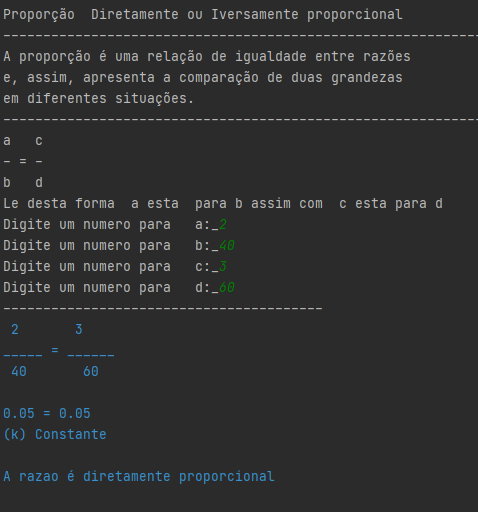 Proporção  Diretamente ou Iversamente proporcional
------------------------------------------------------------
A proporção é uma relação de igualdade entre razões
e, assim, apresenta a comparação de duas grandezas
em diferentes situações.
------------------------------------------------------------
a   c
- = -
b   d
Le desta forma  a esta  para b assim com  c esta para d
Digite um numero para   a:_2
Digite um numero para   b:_40
Digite um numero para   c:_3
Digite um numero para   d:_60
----------------------------------------
 2       3
_____ = ______
 40       60
0.05 = 0.05
(k) Constante
A razao é diretamente proporcional